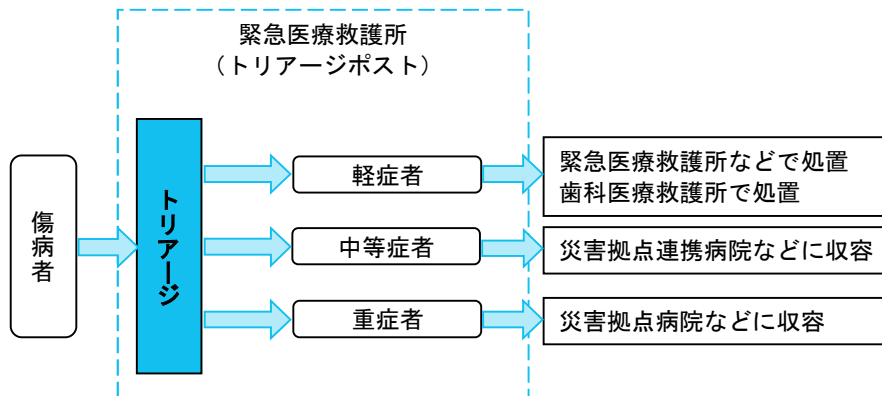 緊急医療救護所
（トリアージポスト）
傷病者
トリアージ
軽症者
緊急医療救護所などで処置
歯科医療救護所で処置
中等症者
災害拠点連携病院などに収容
重症者
災害拠点病院などに収容